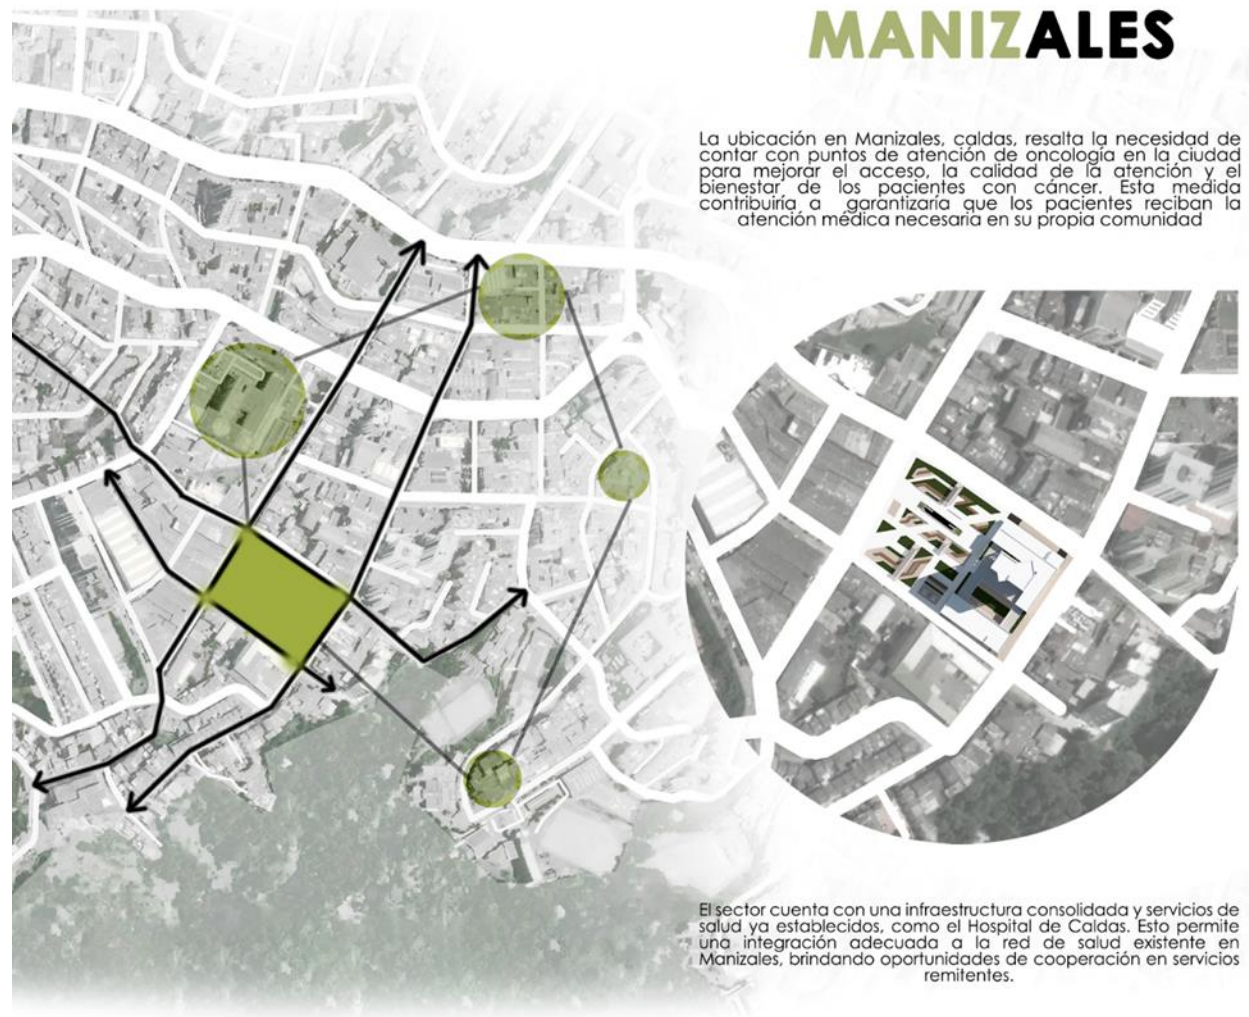 MANIZALES
La ubicación en Manizales, caldas, resalta la necesidad de
contar con puntos de atención de oncología en la ciudad
para mejorar el acceso, la calidad de la atención y el
bienestar de los pacientes con cáncer. Esta medida
contribuiría a garantizaría que los pacientes reciban la
atención médica necesaria en su propia comunidad
El sector cuenta con una infraestructura consolidada y servicios de
salud ya establecidos, como el Hospital de Caldas. Esto permite
una integración adecuada a la red de salud existente en
Manizales, brindando oportunidades de cooperación en servicios
remitentes.